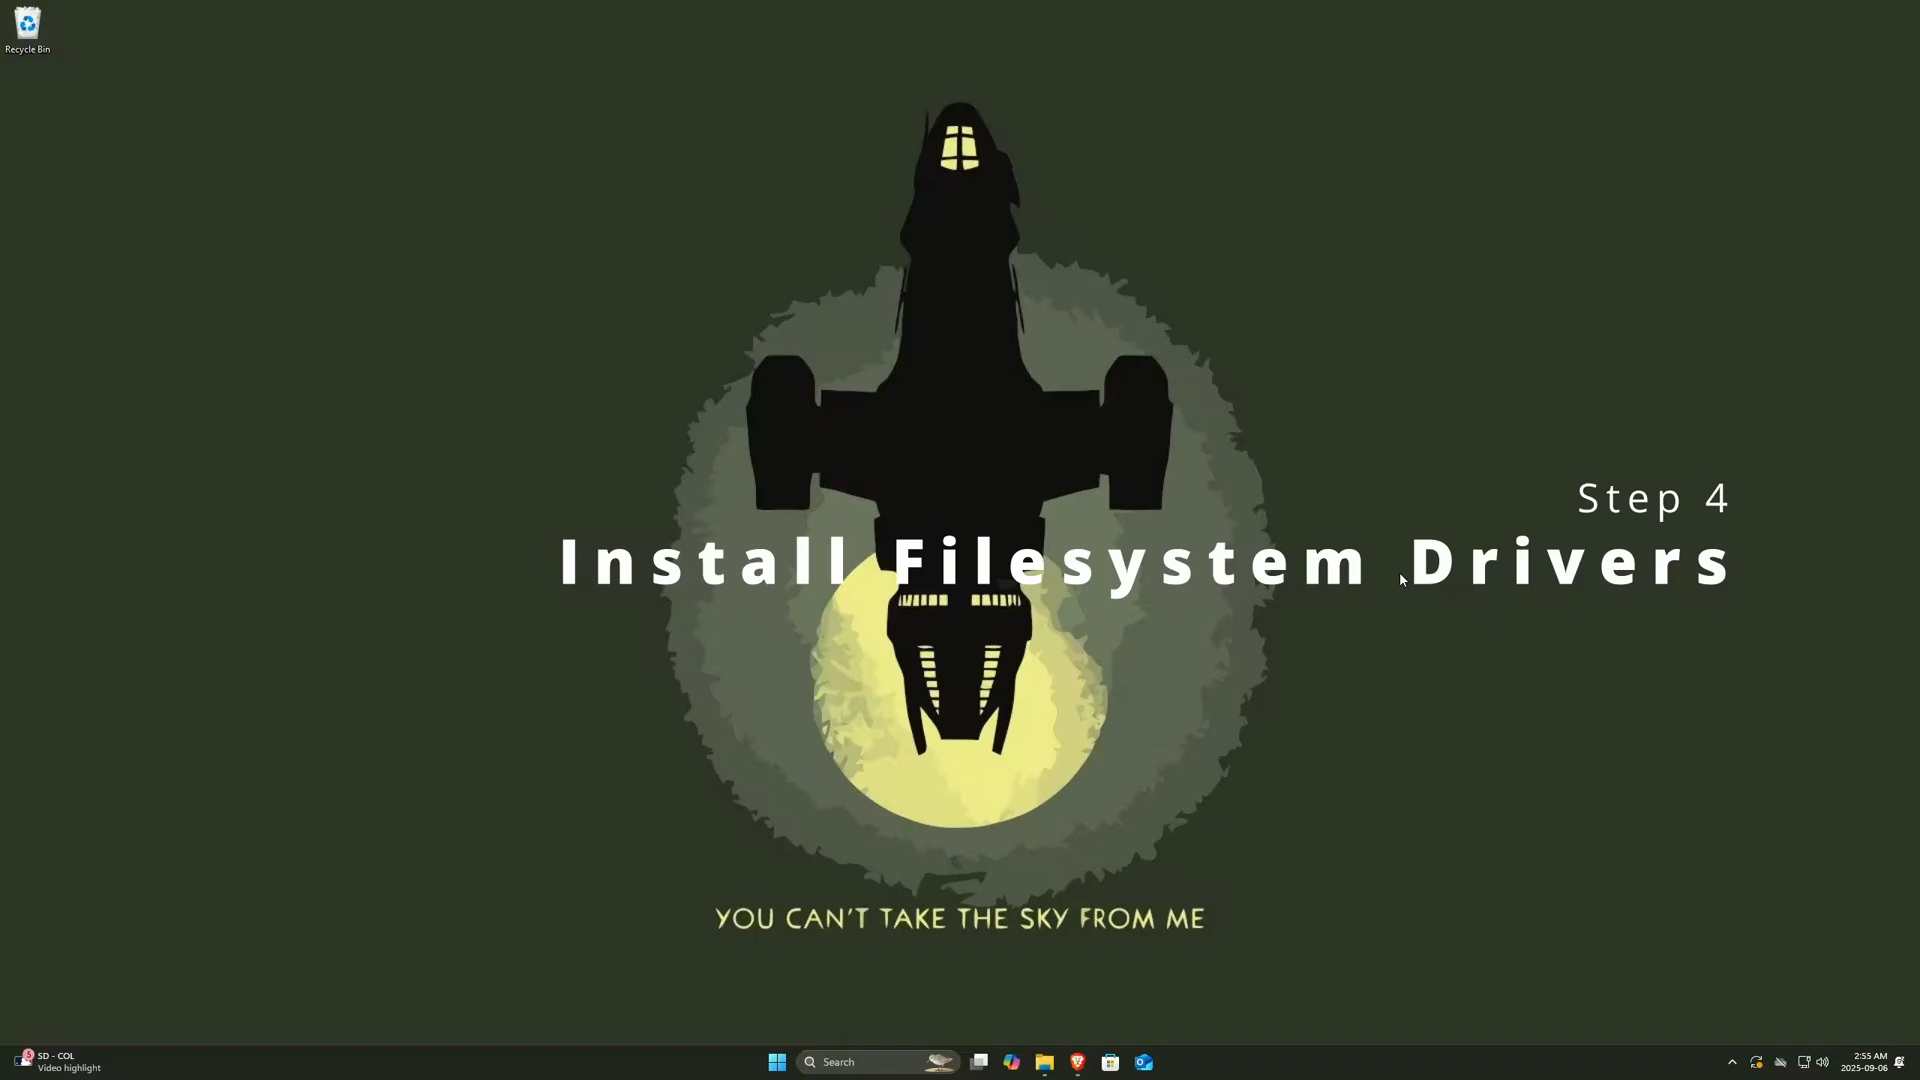 Recycle Bin
Step 4
Install Filesystem Drivers
YOU CAN'T TAKE THE SKY FROM ME
5
SD - COL
Video highlight
Search
2:55 AM
2025-09-06